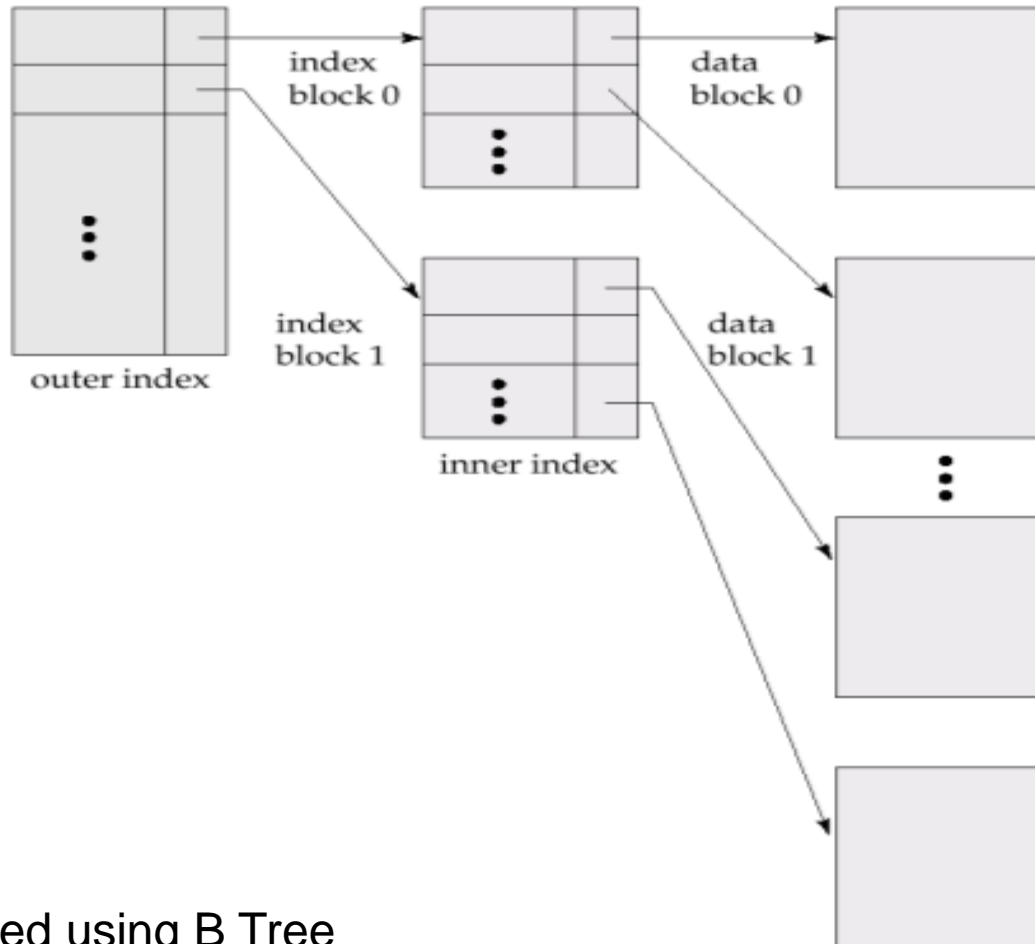 index
block 0
data
block 0
index
block 1
data
block 1
outer index
inner index
ed using B Tree